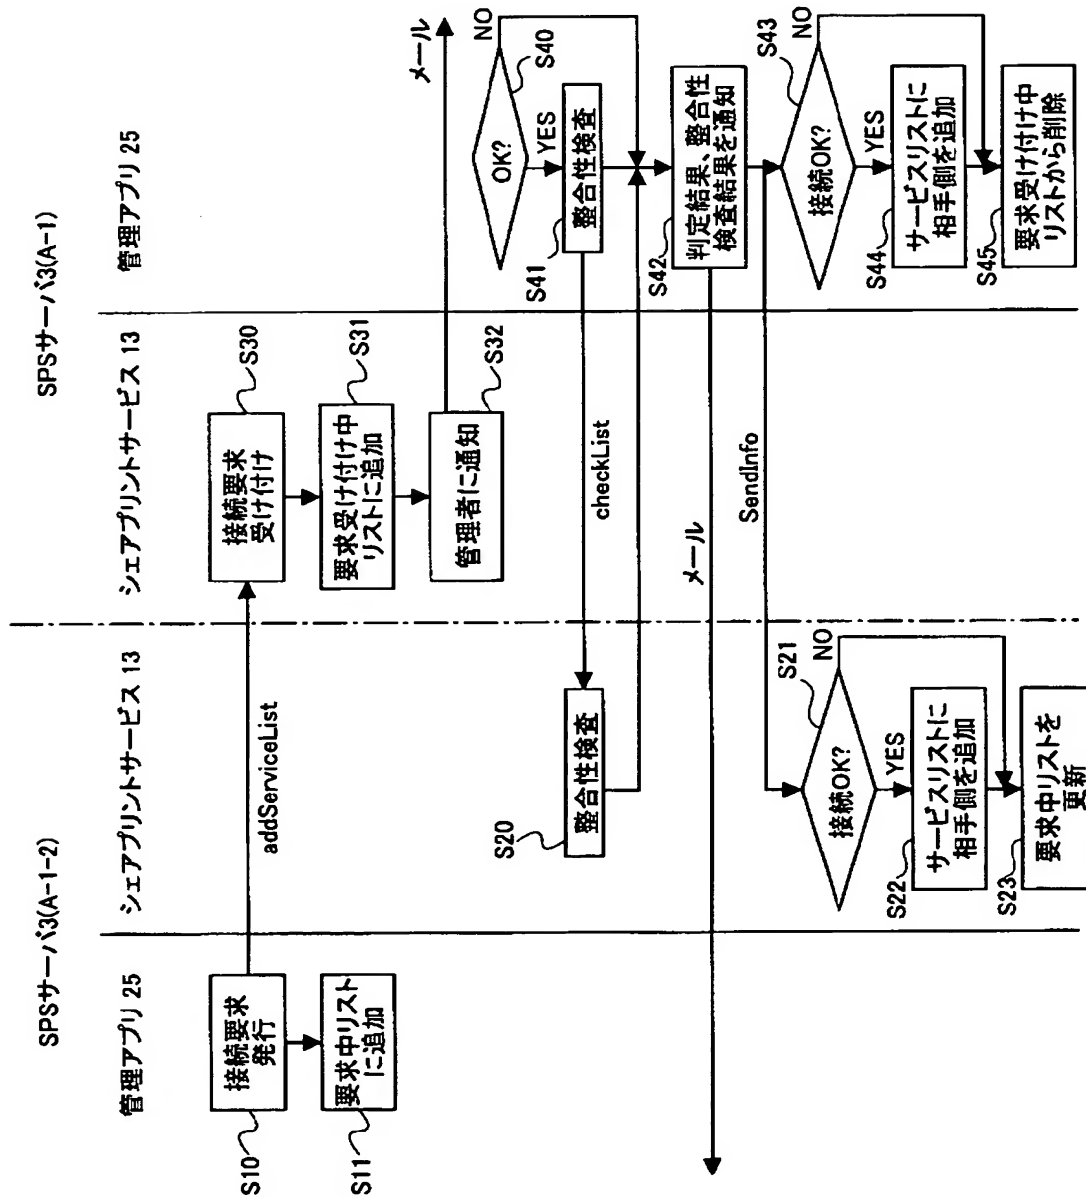 SPSサーバ3(A-1-2)
SPSサーバ3(A-1)
管理アプリ 25
シェアプリントサービス 13
シェアプリントサービス 13
管理アプリ 25
S10
接続要求
発行
addServiceList
接続要求
受け付け
S30
S11
要求中リスト
に追加
要求受け付け中
リストに追加
S31
管理者に通知
S32
メール
OK?
NO
S40
YES
S41
整合性検査
checkList
S20
整合性検査
S42
判定結果、整合性
検査結果を通知
メール
SendInfo
接続OK?
S43
NO
YES
S44
サービスリストに
相手側を追加
S45
要求受け付け中
リストから削除
接続OK?
S21
NO
YES
S22
サービスリストに
相手側を追加
S23
要求中リストを
更新